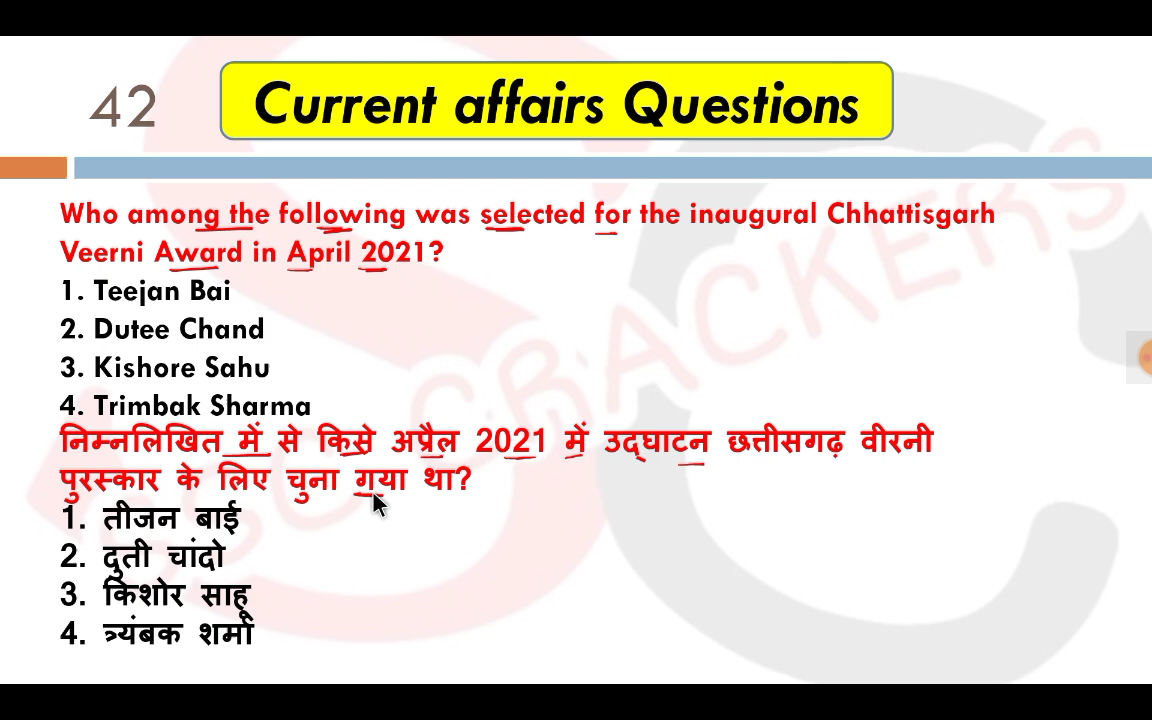 42
Current affairs Questions
Who among the following was selected for the inaugural Chhattisgarh
Veerni Award in April 2021?
1. Teejan Bai
2. Dutee Chand
3. Kishore Sahu
4. Trimbak Sharma
निम्नलिखित में से किसे अप्रैल 2021 में उद्घाटन छत्तीसगढ़ वीरनी
पुरस्कार के लिए चुना गया था?
1. तीजन बाई
2. दुती चांदो
3. किशोर साहू
4. त्र्यंबक शर्मा
CRACKERS